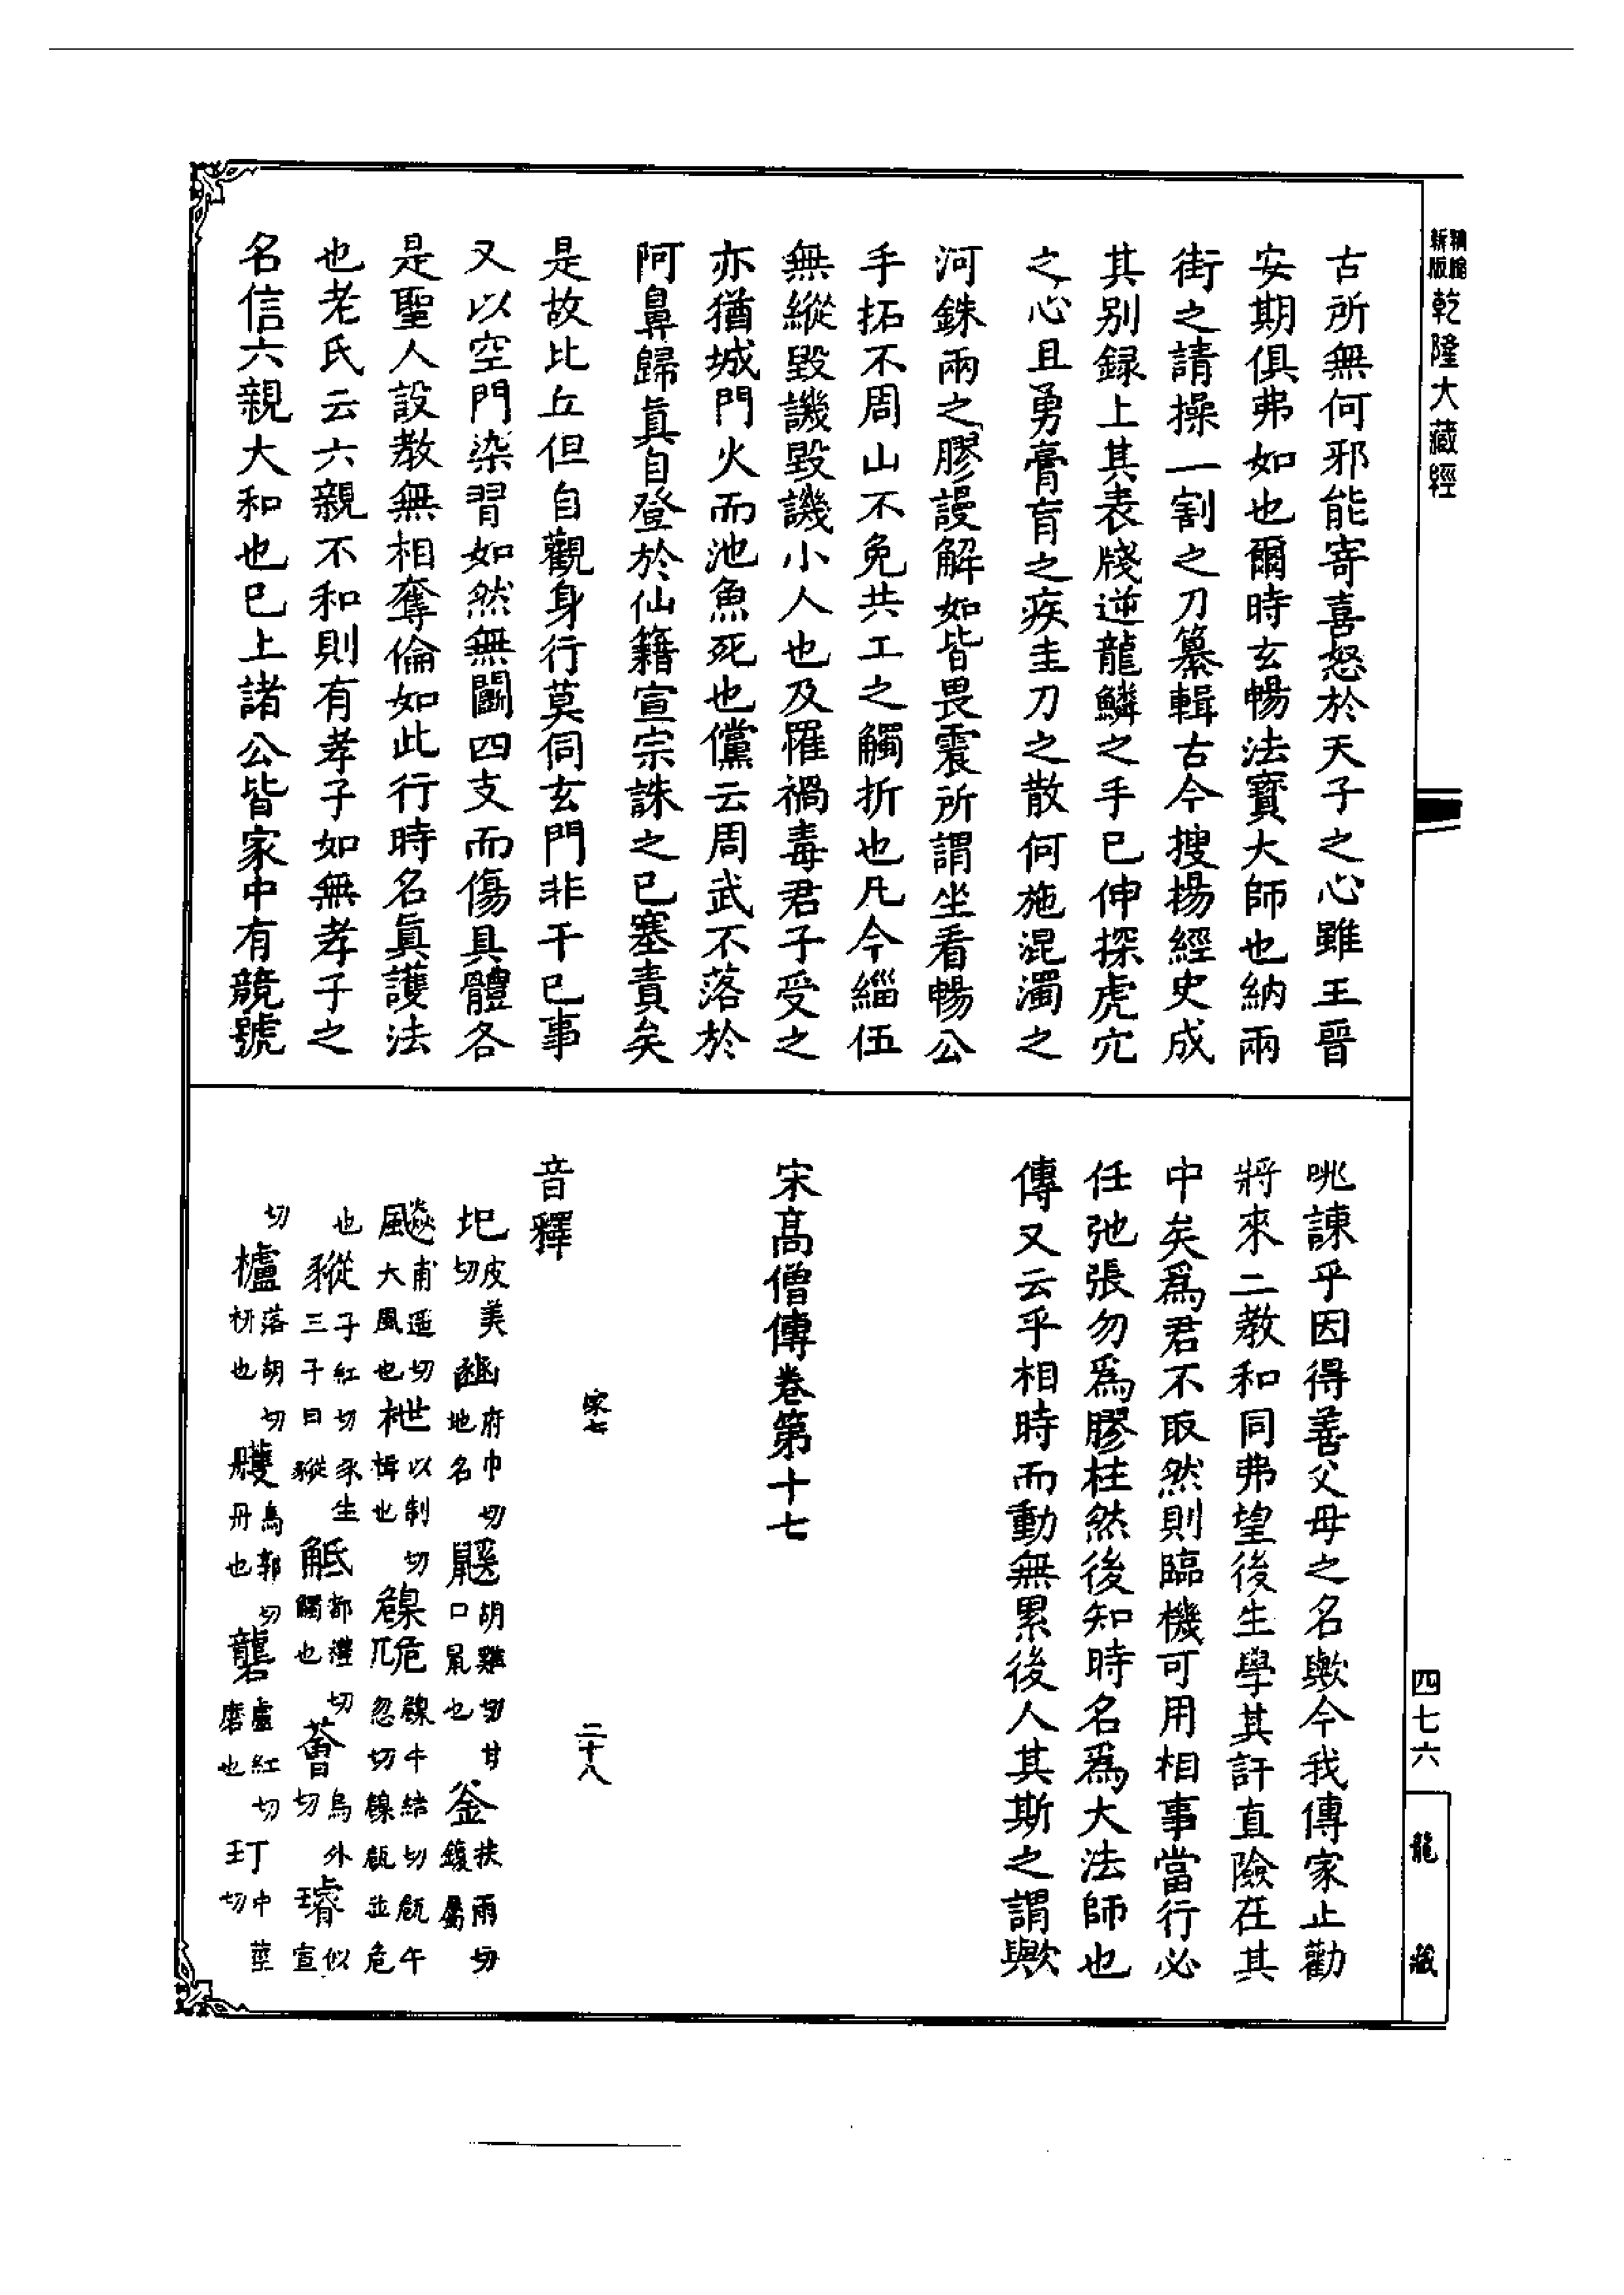 新版
精縮
乾隆大藏經
古所無何邪能寄喜怒於天子之心雖王晉
安期俱弗如也爾時玄暢法寶大師也納兩
街之請操一割之刀纂輯古今搜揚經史成
其別録上其表牋逆龍鱗之手已伸探虎穴
之心且勇膏肓之疾圭刀之散何施混濁之
河銖兩之膠謾解如皆畏震所謂坐看暢公
手拓不周山不免共工之觸折也凡今緇伍
無縱毀譏毀譏小人也及罹禍毒君子受之
亦猶城門火而池魚死也儻云周武不落於
阿鼻歸眞自登於仙籍宣宗誅之已塞責矣
是故比丘但自觀身行莫伺玄門非干已事
又以空門染習如然無鬬四支而傷具體各
是聖人設教無相奪倫如此行時名眞護法
也老氏云六親不和則有孝子如無孝子之
名信六親大和也已上諸公皆家中有競號
咷諫乎因得善父母之名歟今我傳家止勸
將來二教和同弗望後生學其訐直險在其
中矣爲君不取然則臨機可用相事當行必
任弛張勿爲膠柱然後知時名爲大法師也
傳又云乎相時而動無累後人其斯之謂歟
宋高僧傳卷第十七
家七
二十八
音釋
圯皮美切 豳府巾切地名 鼷胡雞切甘口鼠也 釡扶雨切鍑屬
飈甫遥切大風也 枻以制切楫也 臲卼危臲牛結切卼午忽切臲卼並危
也 豵子紅切豕生三子曰豵 觝都禮切觸也 薈烏外切 璿似宣
切 櫨落胡切枅也 雘烏郭切丹也 礱盧紅切磨也 玎中莖切
四七六
龍藏